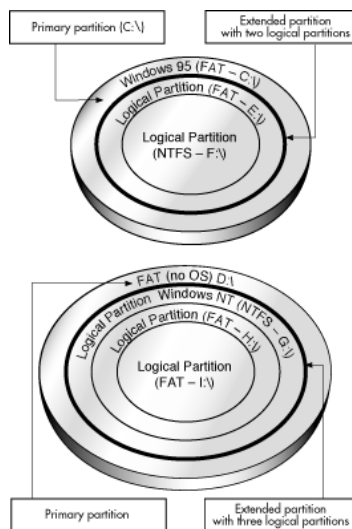 Primary partition (C:\)
Extended partition
with two logical partitions
Windows 95 (FAT – C:\)
Logical Partition (FAT – E:\)
Logical Partition
(NTFS – F:\)
FAT (no OS) D:\
Logical Partition Windows NT (NTFS – G:\)
Logical Partition (FAT – H:\)
Logical Partition
(FAT – I:\)
Primary partition
Extended partition
with three logical partitions